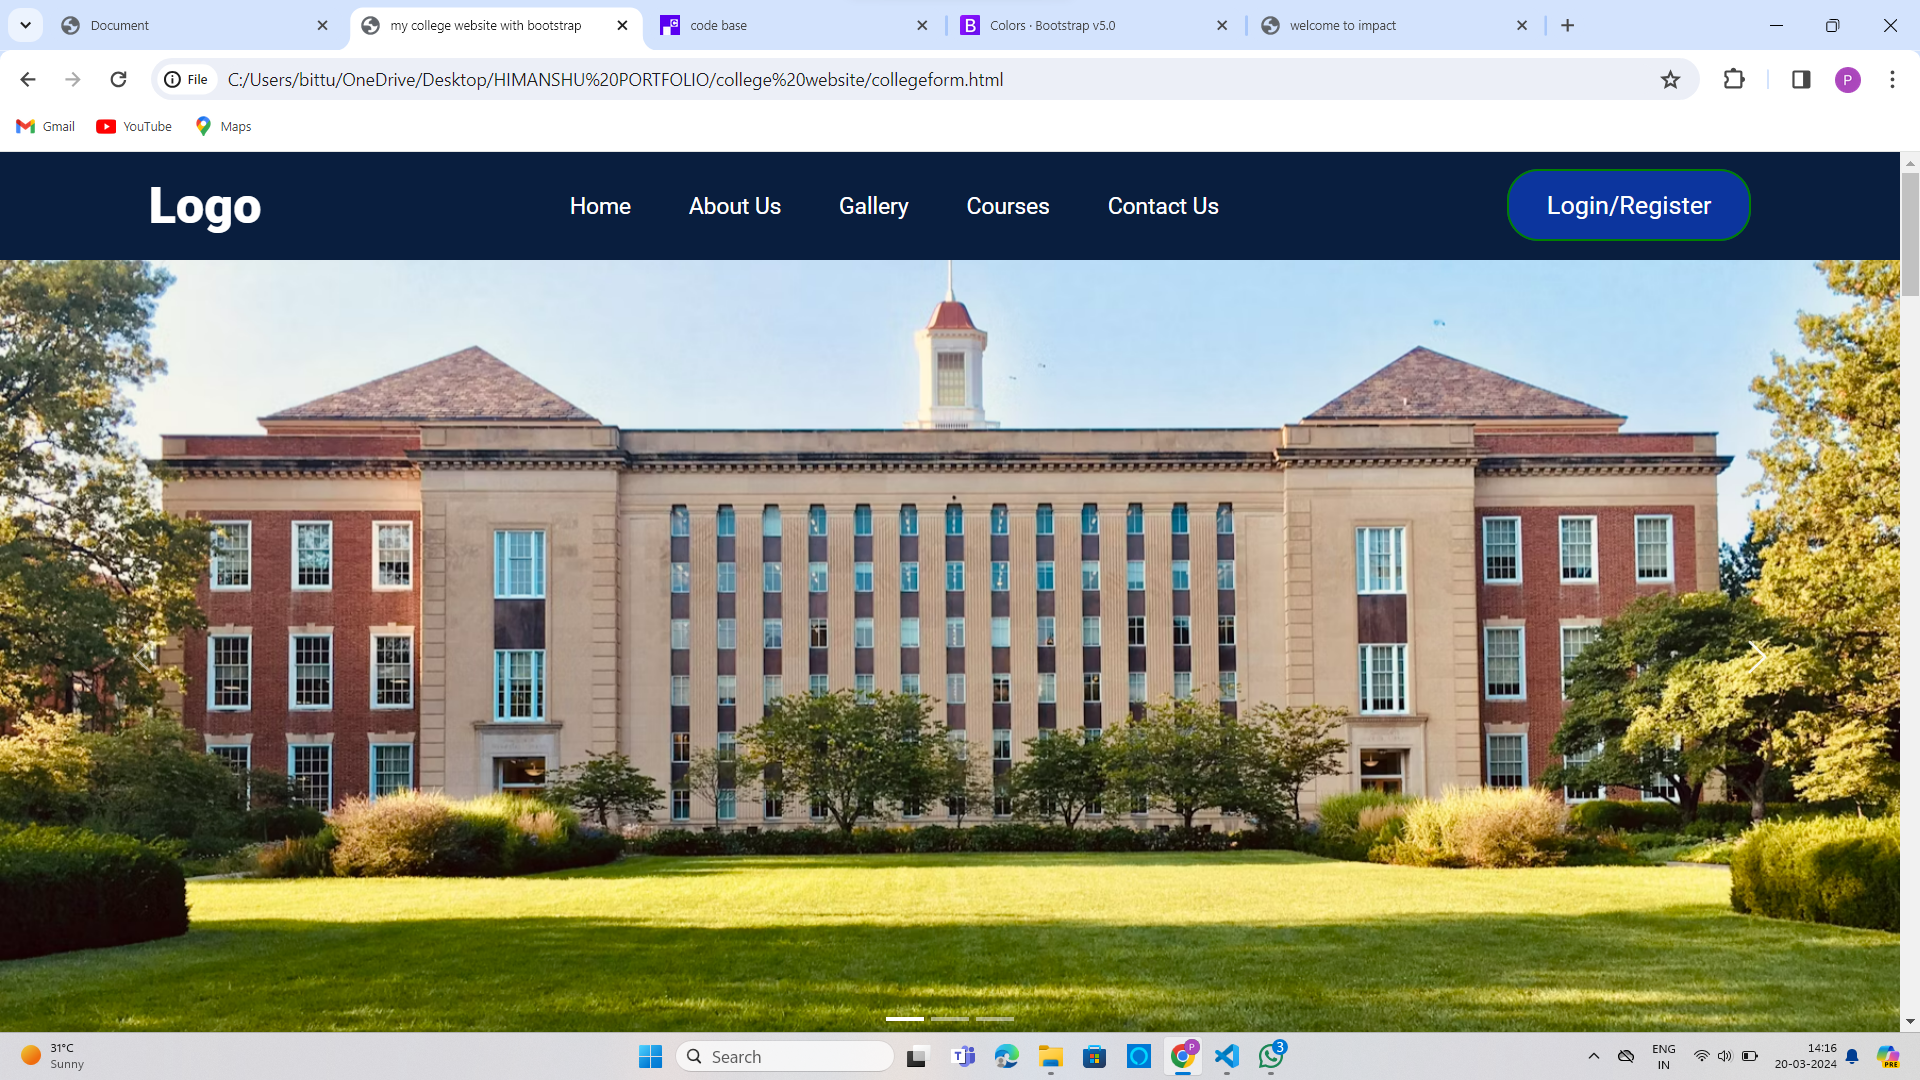 Document
my college website with bootstrap
code base
Colors · Bootstrap v5.0
welcome to impact
File
C:/Users/bittu/OneDrive/Desktop/HIMANSHU%20PORTFOLIO/college%20website/collegeform.html
P
Gmail
YouTube
Maps
Logo
Home
About Us
Gallery
Courses
Contact Us
Login/Register
31°C
Sunny
Search
P
3
ENG
IN
14:16
20-03-2024
PRE